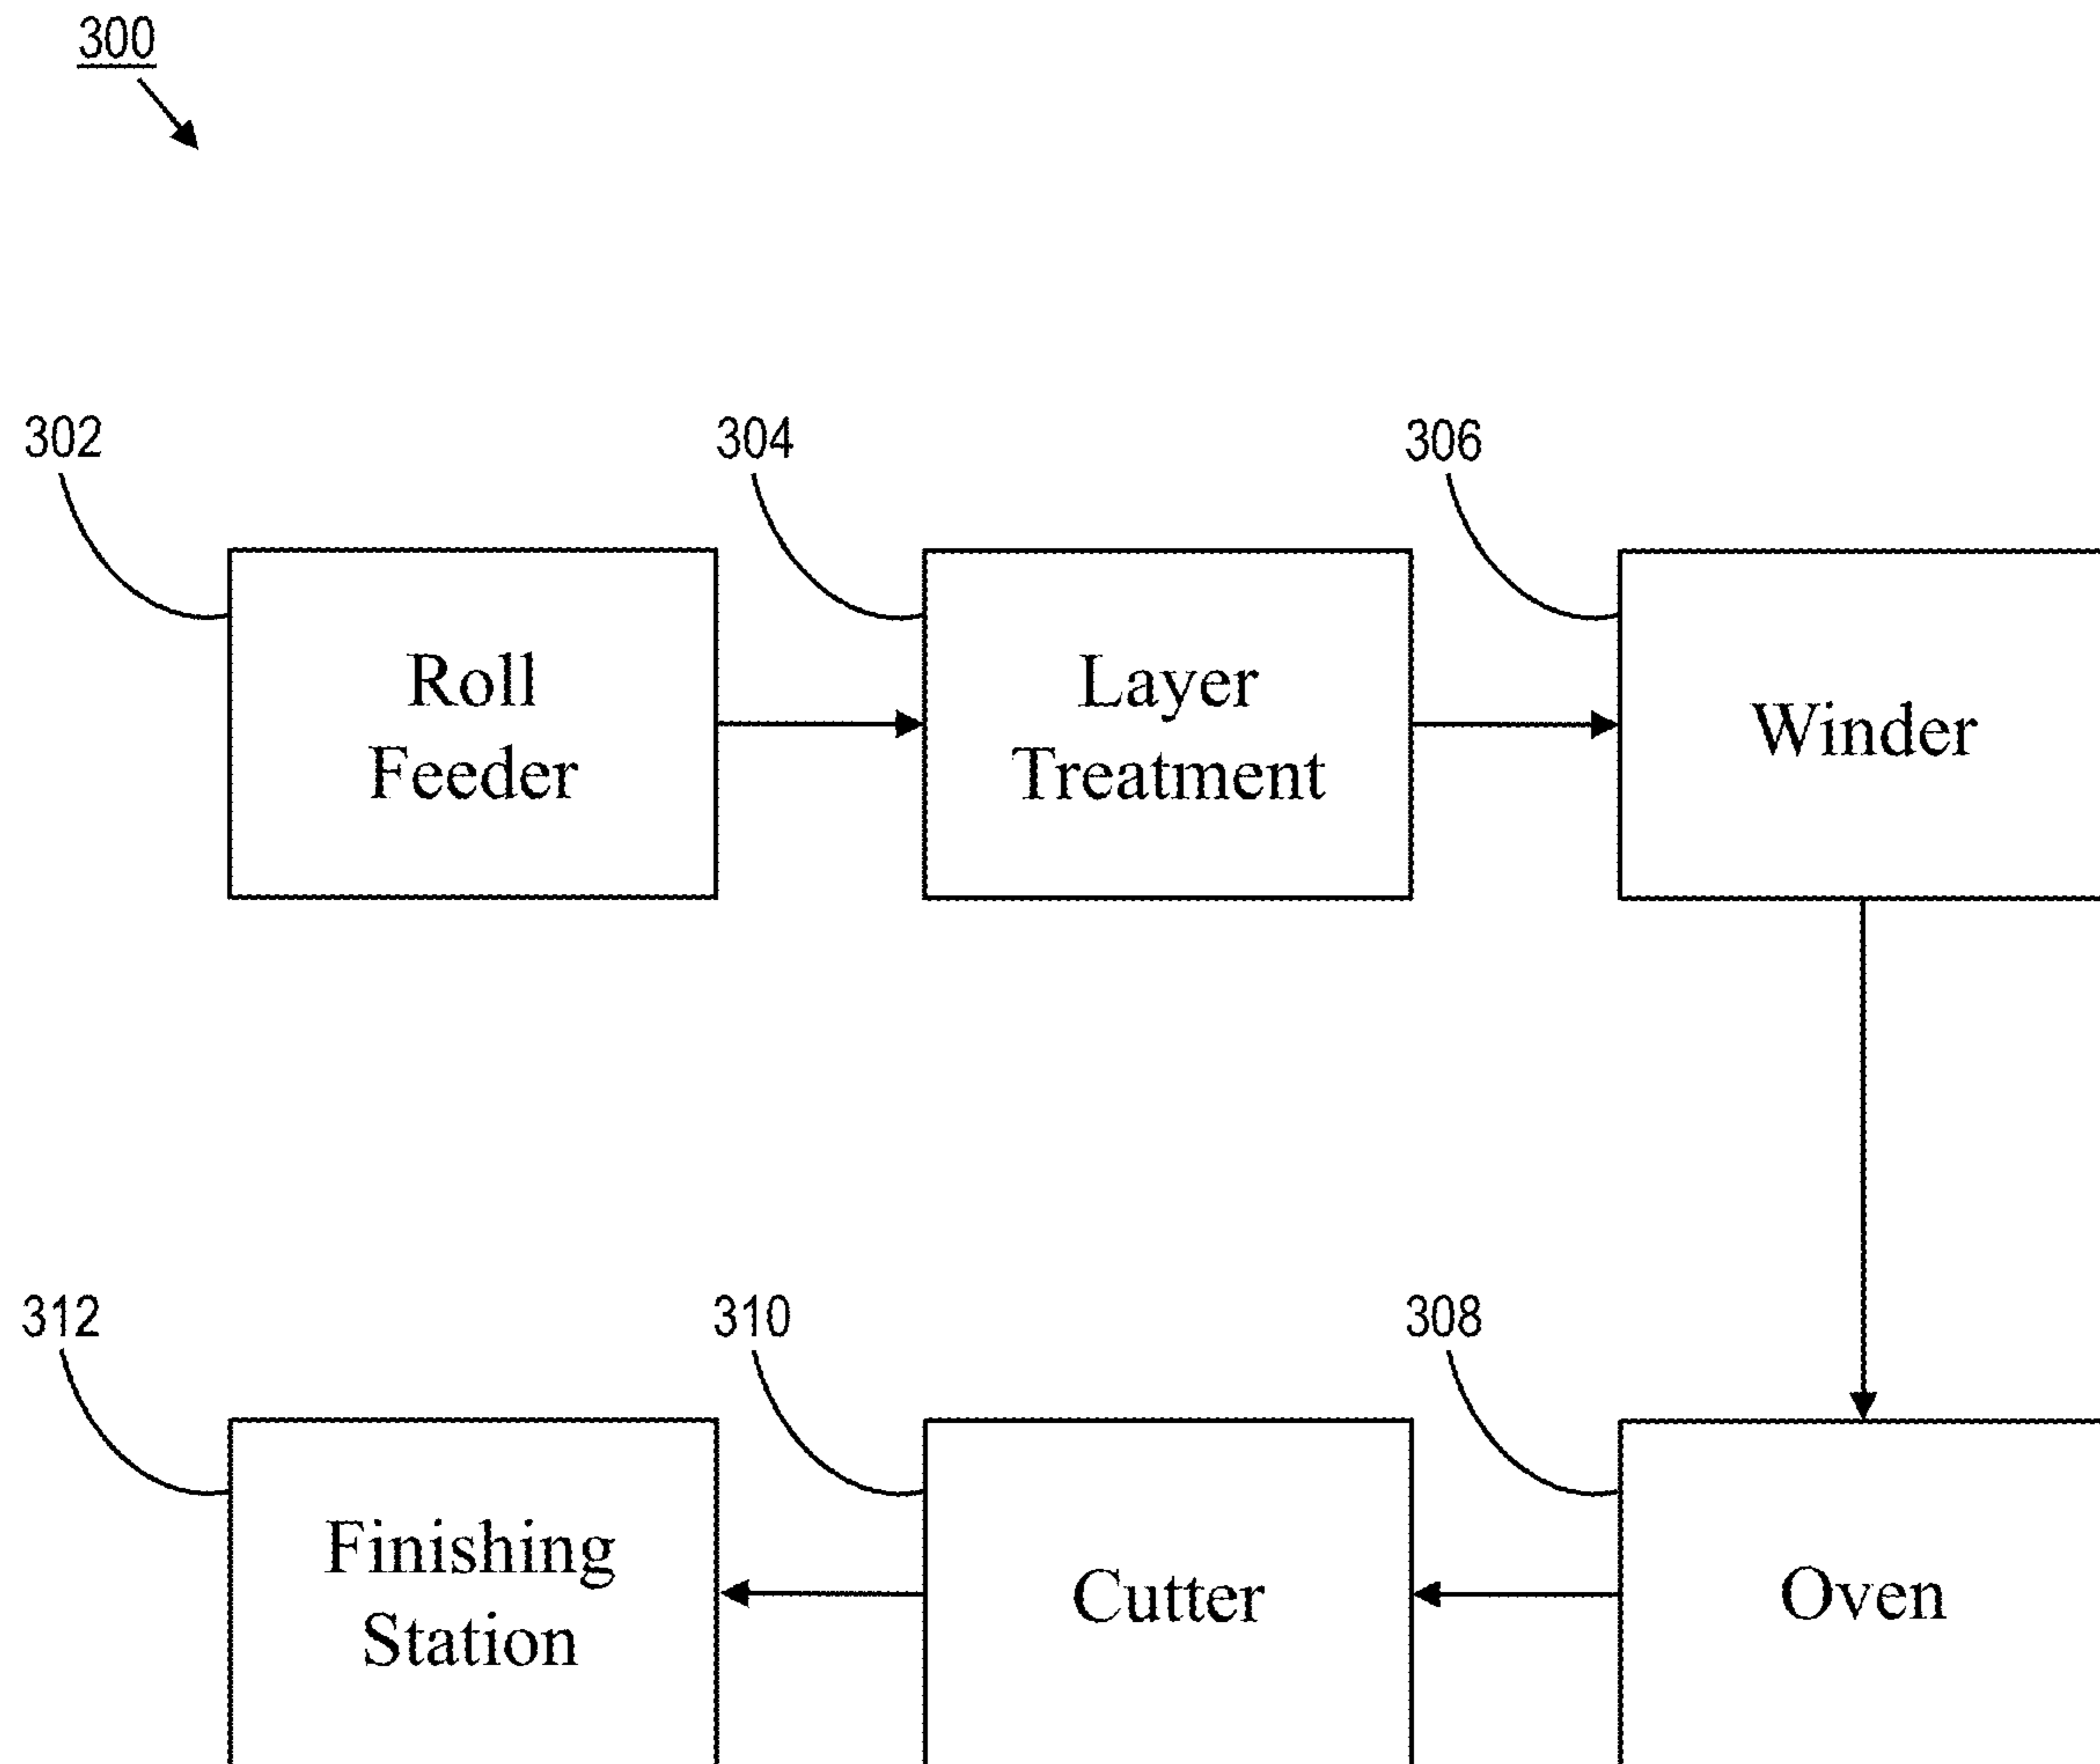 300
302
304
306
Roll
Feeder
Layer
Treatment
Winder
312
310
308
Finishing
Station
Cutter
Oven